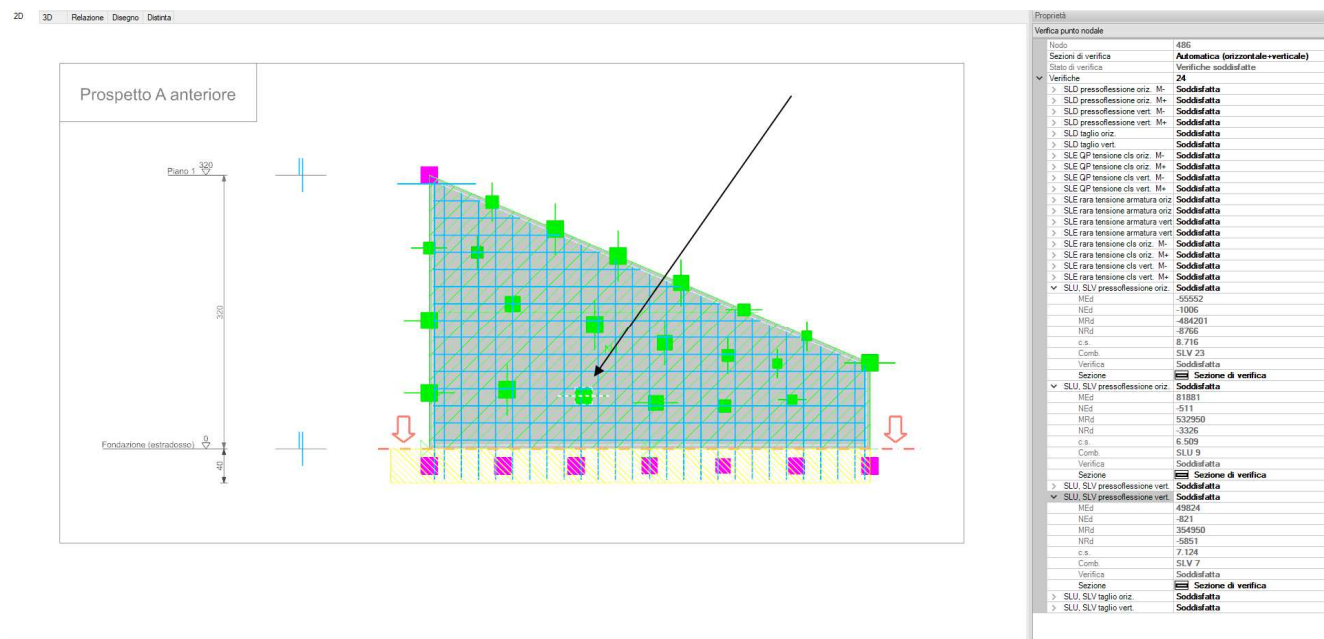 2D 3D Relazione Disegno Distinta
Prospetto A anteriore
Piano 1 320
320
Fondazione (estradosso) 0
40
Proprietà
Verifica punto nodale
Nodo 486
Sezioni di verifica Automatica (orizzontale+verticale)
Stato di verifica Verifiche soddisfatte
Verifiche 24
SLD pressoflessione oriz. M- Soddisfatta
SLD pressoflessione oriz. M+ Soddisfatta
SLD pressoflessione vert. M- Soddisfatta
SLD pressoflessione vert. M+ Soddisfatta
SLD taglio oriz. Soddisfatta
SLD taglio vert. Soddisfatta
SLE QP tensione cls oriz. M- Soddisfatta
SLE QP tensione cls oriz. M+ Soddisfatta
SLE QP tensione cls vert. M- Soddisfatta
SLE QP tensione cls vert. M+ Soddisfatta
SLE rara tensione armatura oriz Soddisfatta
SLE rara tensione armatura oriz Soddisfatta
SLE rara tensione armatura vert Soddisfatta
SLE rara tensione armatura vert Soddisfatta
SLE rara tensione cls oriz. M- Soddisfatta
SLE rara tensione cls oriz. M+ Soddisfatta
SLE rara tensione cls vert. M- Soddisfatta
SLE rara tensione cls vert. M+ Soddisfatta
SLU, SLV pressoflessione oriz. Soddisfatta
MEd -55552
NEd -1006
MRd -484201
NRd -8766
c.s. 8.716
Comb. SLV 23
Verifica Soddisfatta
Sezione Sezione di verifica
SLU, SLV pressoflessione oriz. Soddisfatta
MEd 81881
NEd -511
MRd 532950
NRd -3326
c.s. 6.509
Comb. SLU 9
Verifica Soddisfatta
Sezione Sezione di verifica
SLU, SLV pressoflessione vert. Soddisfatta
SLU, SLV pressoflessione vert. Soddisfatta
MEd 49824
NEd -821
MRd 354950
NRd -5851
c.s. 7.124
Comb. SLV 7
Verifica Soddisfatta
Sezione Sezione di verifica
SLU, SLV taglio oriz. Soddisfatta
SLU, SLV taglio vert. Soddisfatta